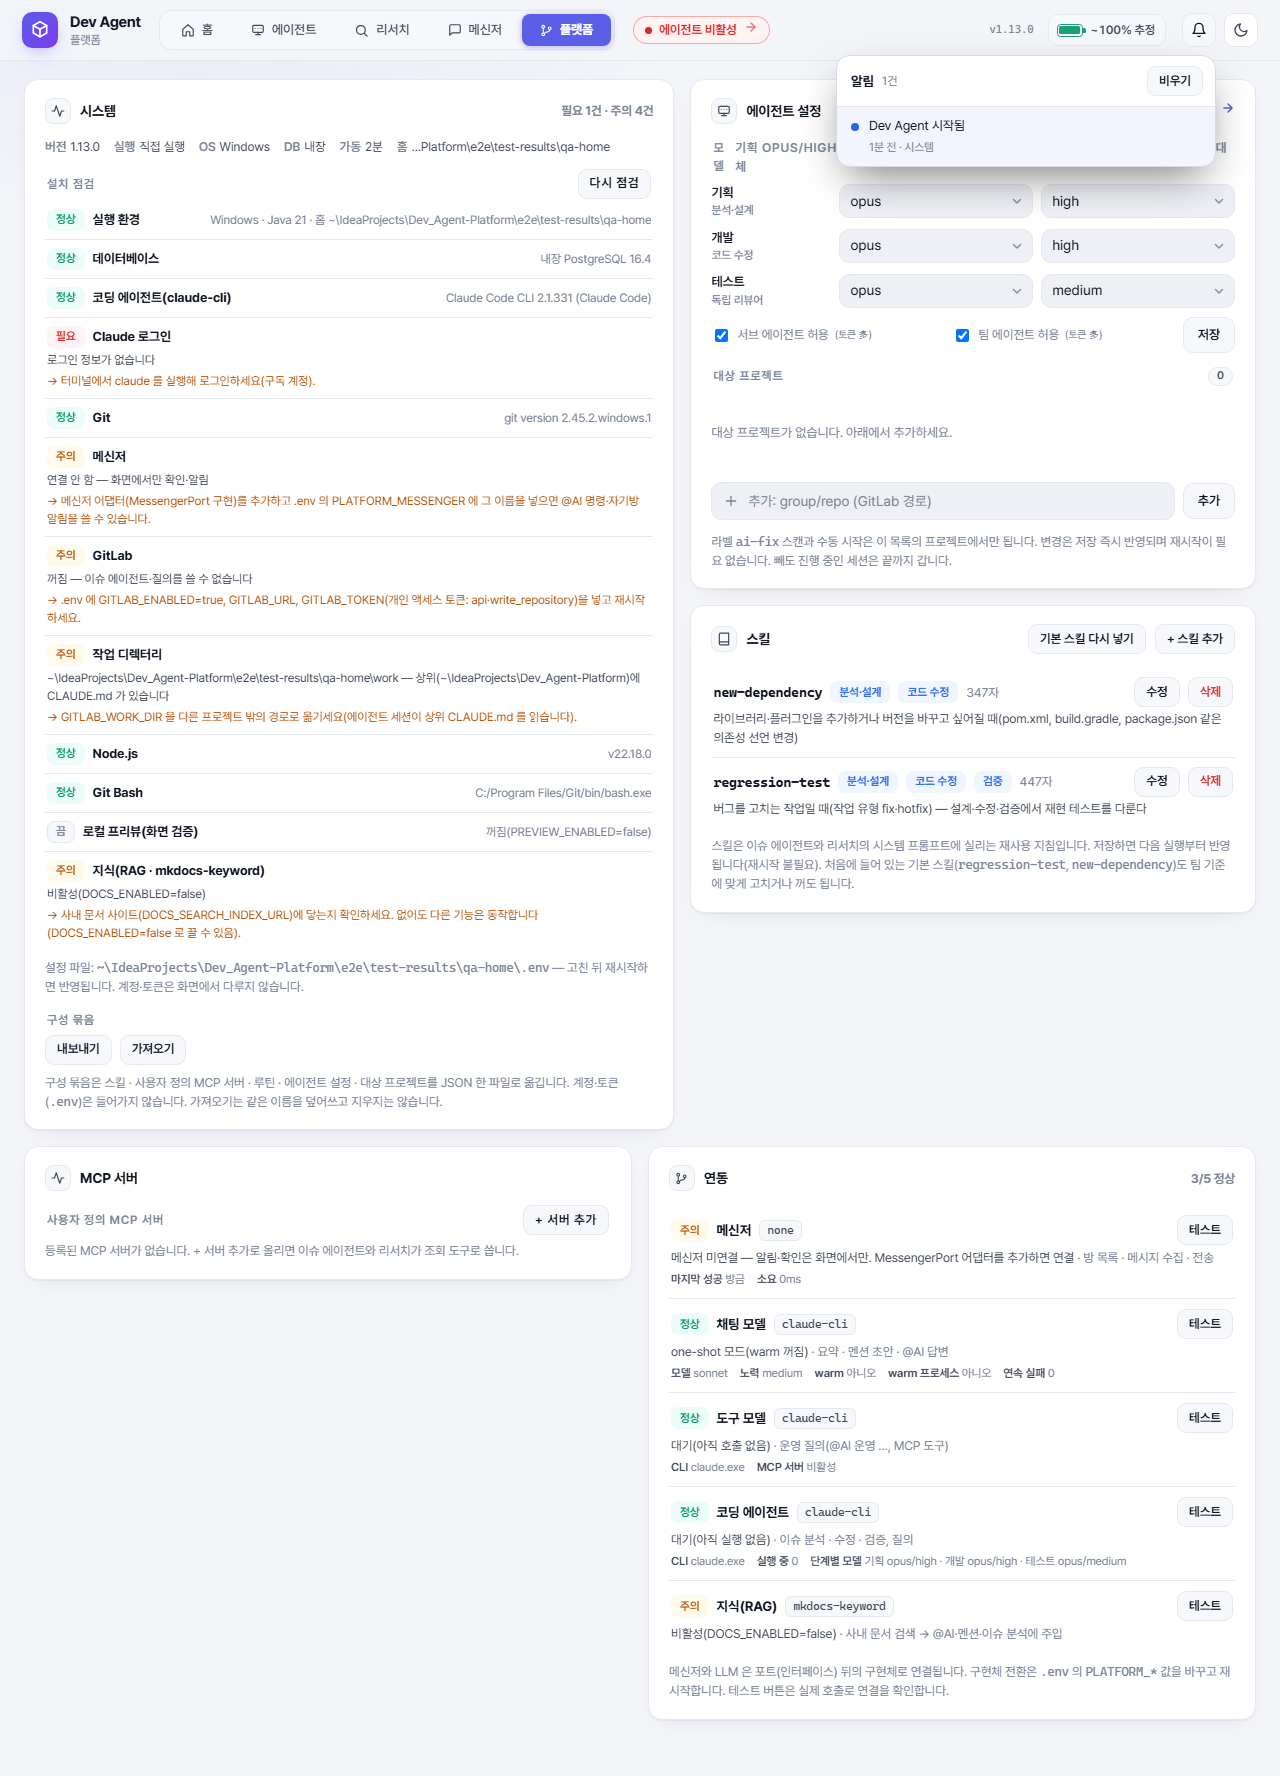 Dev Agent
플랫폼
홈
에이전트
리서치
메신저
플랫폼
에이전트 비활성 →
v1.13.0
~100% 추정
알림 1건
비우기
Dev Agent 시작됨
1분 전 · 시스템
시스템
필요 1건 · 주의 4건
버전 1.13.0 실행 직접 실행 OS Windows DB 내장 가동 2분 홈 ...Platform\e2e\test-results\qa-home
설치 점검
다시 점검
정상 실행 환경 Windows · Java 21 · 홈 ~\IdeaProjects\Dev_Agent-Platform\e2e\test-results\qa-home
정상 데이터베이스 내장 PostgreSQL 16.4
정상 코딩 에이전트(claude-cli) Claude Code CLI 2.1.331 (Claude Code)
필요 Claude 로그인
로그인 정보가 없습니다
→ 터미널에서 claude 를 실행해 로그인하세요(구독 계정).
정상 Git git version 2.45.2.windows.1
주의 메신저
연결 안 함 — 화면에서만 확인·알림
→ 메신저 어댑터(MessengerPort 구현)를 추가하고 .env 의 PLATFORM_MESSENGER 에 그 이름을 넣으면 @AI 명령·자기방
알림을 쓸 수 있습니다.
주의 GitLab
꺼짐 — 이슈 에이전트·질의를 쓸 수 없습니다
→ .env 에 GITLAB_ENABLED=true, GITLAB_URL, GITLAB_TOKEN(개인 액세스 토큰: api·write_repository)을 넣고 재시작
하세요.
주의 작업 디렉터리
~\IdeaProjects\Dev_Agent-Platform\e2e\test-results\qa-home\work — 상위(~\IdeaProjects\Dev_Agent-Platform)에
CLAUDE.md 가 있습니다
→ GITLAB_WORK_DIR 을 다른 프로젝트 밖의 경로로 옮기세요(에이전트 세션이 상위 CLAUDE.md 를 읽습니다).
정상 Node.js v22.18.0
정상 Git Bash C:/Program Files/Git/bin/bash.exe
끔 로컬 프리뷰(화면 검증) 꺼짐(PREVIEW_ENABLED=false)
주의 지식(RAG · mkdocs-keyword)
비활성(DOCS_ENABLED=false)
→ 사내 문서 사이트(DOCS_SEARCH_INDEX_URL)에 닿는지 확인하세요. 없어도 다른 기능은 동작합니다
(DOCS_ENABLED=false 로 끌 수 있음).
설정 파일: ~\IdeaProjects\Dev_Agent-Platform\e2e\test-results\qa-home\.env — 고친 뒤 재시작하
면 반영됩니다. 계정·토큰은 화면에서 다루지 않습니다.
구성 묶음
내보내기 가져오기
구성 묶음은 스킬 · 사용자 정의 MCP 서버 · 루틴 · 에이전트 설정 · 대상 프로젝트를 JSON 한 파일로 옮깁니다. 계정·토큰
(.env)은 들어가지 않습니다. 가져오기는 같은 이름을 덮어쓰고 지우지는 않습니다.
에이전트 설정
→
모 기획 OPUS/HIGH 대
델 체
기획
분석·설계
opus high
개발
코드 수정
opus high
테스트
독립 리뷰어
opus medium
서브 에이전트 허용 (토큰 多)
팀 에이전트 허용 (토큰 多)
저장
대상 프로젝트 0
대상 프로젝트가 없습니다. 아래에서 추가하세요.
추가: group/repo (GitLab 경로)
추가
라벨 ai-fix 스캔과 수동 시작은 이 목록의 프로젝트에서만 됩니다. 변경은 저장 즉시 반영되며 재시작이 필
요 없습니다. 빼도 진행 중인 세션은 끝까지 갑니다.
스킬
기본 스킬 다시 넣기
+ 스킬 추가
new-dependency 분석·설계 코드 수정 347자 수정 삭제
라이브러리·플러그인을 추가하거나 버전을 바꾸고 싶어질 때(pom.xml, build.gradle, package.json 같은
의존성 선언 변경)
regression-test 분석·설계 코드 수정 검증 447자 수정 삭제
버그를 고치는 작업일 때(작업 유형 fix·hotfix) — 설계·수정·검증에서 재현 테스트를 다룬다
스킬은 이슈 에이전트와 리서치의 시스템 프롬프트에 실리는 재사용 지침입니다. 저장하면 다음 실행부터 반영
됩니다(재시작 불필요). 처음에 들어 있는 기본 스킬(regression-test, new-dependency)도 팀 기준
에 맞게 고치거나 꺼도 됩니다.
MCP 서버
사용자 정의 MCP 서버
+ 서버 추가
등록된 MCP 서버가 없습니다. + 서버 추가로 올리면 이슈 에이전트와 리서치가 조회 도구로 씁니다.
연동
3/5 정상
주의 메신저 none 테스트
메신저 미연결 — 알림·확인은 화면에서만. MessengerPort 어댑터를 추가하면 연결 · 방 목록 · 메시지 수집 · 전송
마지막 성공 방금 소요 0ms
정상 채팅 모델 claude-cli 테스트
one-shot 모드(warm 꺼짐) · 요약 · 멘션 초안 · @AI 답변
모델 sonnet 노력 medium warm 아니오 warm 프로세스 아니오 연속 실패 0
정상 도구 모델 claude-cli 테스트
대기(아직 호출 없음) · 운영 질의(@AI 운영 ..., MCP 도구)
CLI claude.exe MCP 서버 비활성
정상 코딩 에이전트 claude-cli 테스트
대기(아직 실행 없음) · 이슈 분석 · 수정 · 검증, 질의
CLI claude.exe 실행 중 0 단계별 모델 기획 opus/high · 개발 opus/high · 테스트 opus/medium
주의 지식(RAG) mkdocs-keyword 테스트
비활성(DOCS_ENABLED=false) · 사내 문서 검색 → @AI·멘션·이슈 분석에 주입
메신저와 LLM 은 포트(인터페이스) 뒤의 구현체로 연결됩니다. 구현체 전환은 .env 의 PLATFORM_* 값을 바꾸고 재
시작합니다. 테스트 버튼은 실제 호출로 연결을 확인합니다.